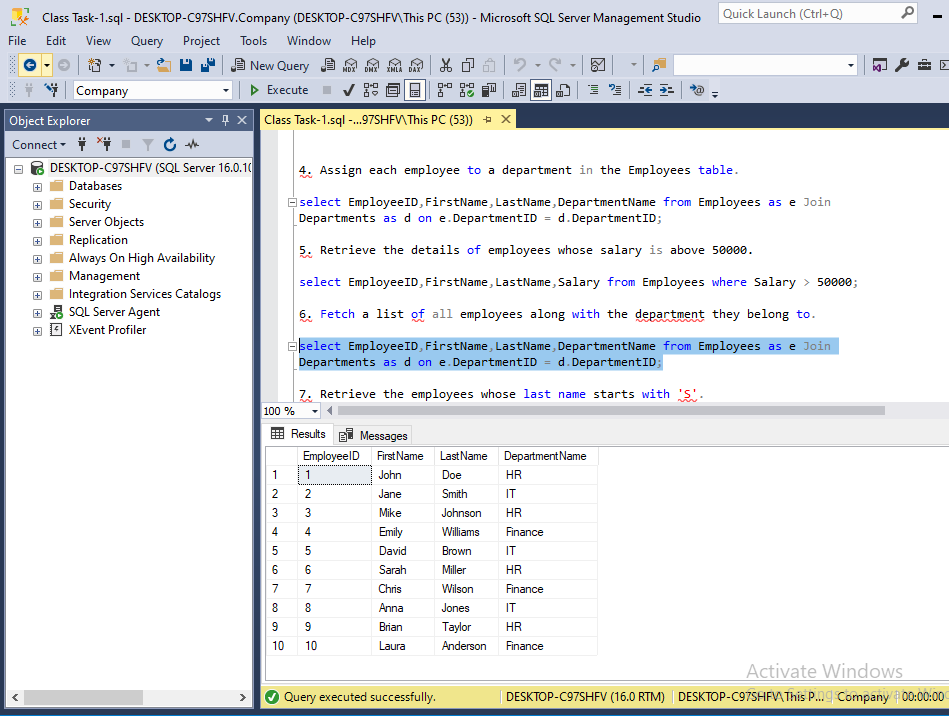 Class Task-1.sql - DESKTOP-C97SHFV.Company (DESKTOP-C97SHFV\This PC (53)) - Microsoft SQL Server Management Studio
Quick Launch (Ctrl+Q)
File Edit View Query Project Tools Window Help
New Query
MDX DMX XMLA DAX
Company
Execute
Object Explorer
Class Task-1.sql -...97SHFV\This PC (53))
Connect
DESKTOP-C97SHFV (SQL Server 16.0.10
Databases
Security
Server Objects
Replication
Always On High Availability
Management
Integration Services Catalogs
SQL Server Agent
XEvent Profiler
4. Assign each employee to a department in the Employees table.
select EmployeeID,FirstName,LastName,DepartmentName from Employees as e Join
Departments as d on e.DepartmentID = d.DepartmentID;
5. Retrieve the details of employees whose salary is above 50000.
select EmployeeID,FirstName,LastName,Salary from Employees where Salary > 50000;
6. Fetch a list of all employees along with the department they belong to.
select EmployeeID,FirstName,LastName,DepartmentName from Employees as e Join
Departments as d on e.DepartmentID = d.DepartmentID;
7. Retrieve the employees whose last name starts with 'S'.
100 %
Results Messages
EmployeeID FirstName LastName DepartmentName
1 1 John Doe HR
2 2 Jane Smith IT
3 3 Mike Johnson HR
4 4 Emily Williams Finance
5 5 David Brown IT
6 6 Sarah Miller HR
7 7 Chris Wilson Finance
8 8 Anna Jones IT
9 9 Brian Taylor HR
10 10 Laura Anderson Finance
Activate Windows
Query executed successfully.
DESKTOP-C97SHFV (16.0 RTM) DESKTOP-C97SHFV\This P... Company 00:00:00